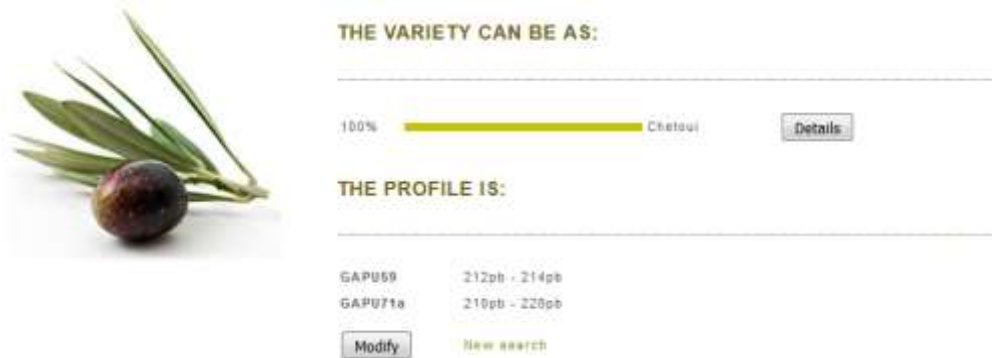 THE VARIETY CAN BE AS:
100% Chetoui Details
THE PROFILE IS:
GAPU59 212pb - 214pb
GAPU71a 210pb -
Modify New search